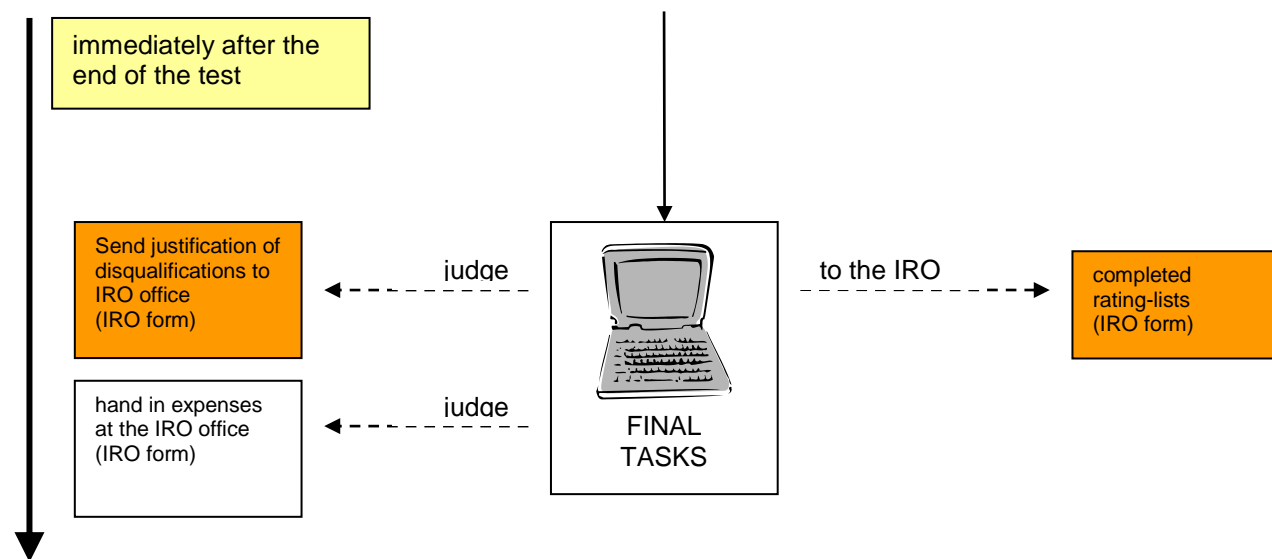 immediately after the
end of the test
Send justification of
disqualifications to
IRO office
(IRO form)
judge
to the IRO
completed
rating-lists
(IRO form)
hand in expenses
at the IRO office
(IRO form)
judge
FINAL
TASKS